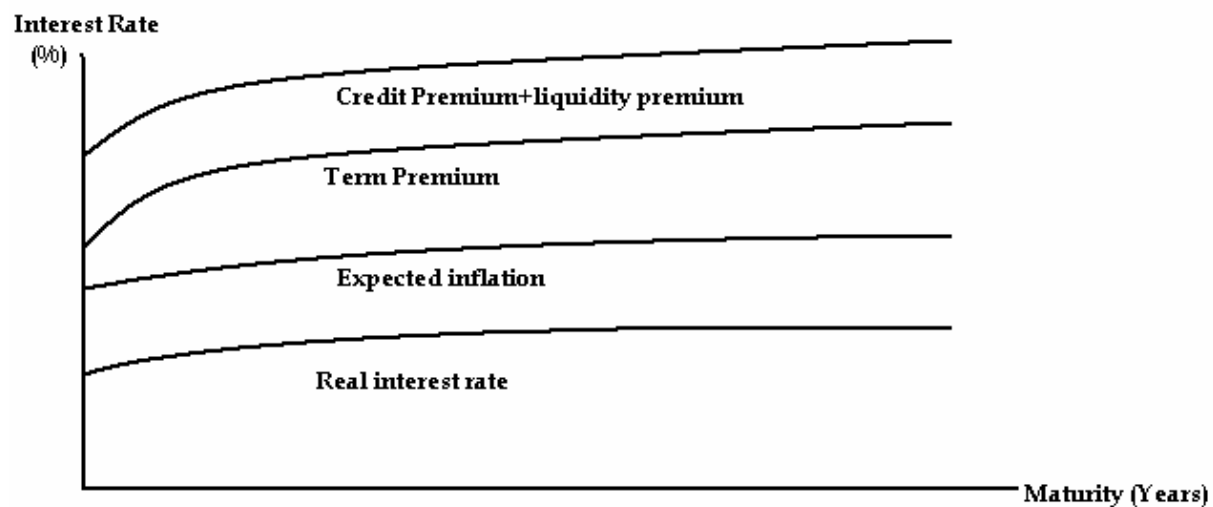 Interest Rate
(%)
Credit Premium+liquidity premium
Term Premium
Expected inflation
Real interest rate
Maturity (Years)